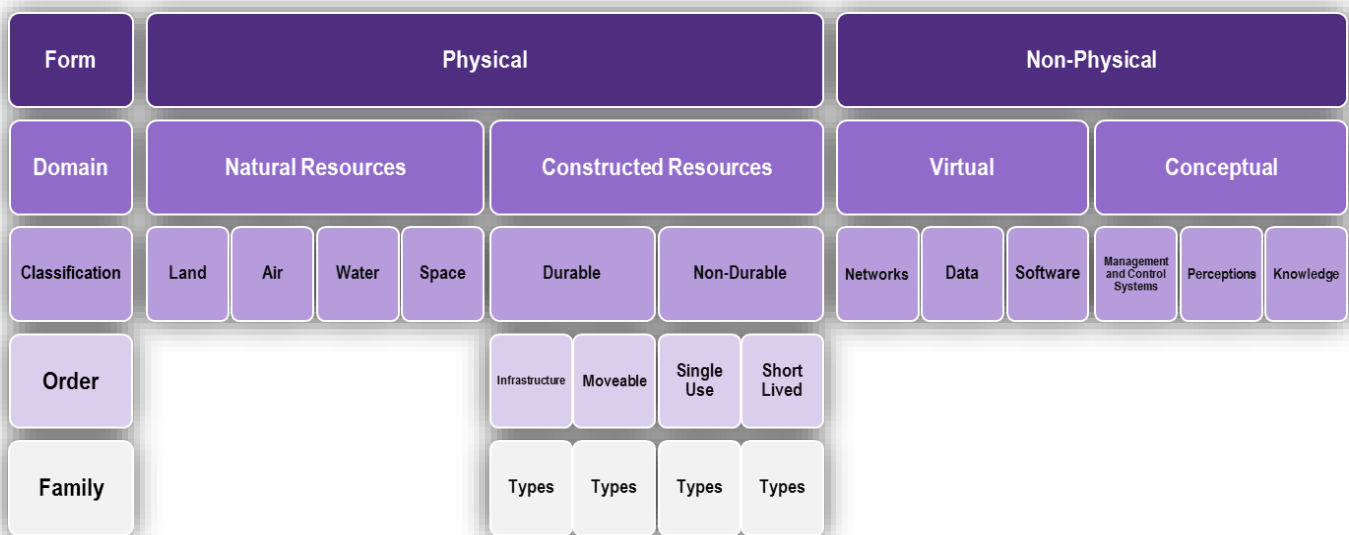 Form
Physical
Non-Physical
Domain
Natural Resources
Constructed Resources
Virtual
Conceptual
Classification
Land
Air
Water
Space
Durable
Non-Durable
Networks
Data
Software
Management
and Control
Systems
Perceptions
Knowledge
Order
Infrastructure
Moveable
Single
Use
Short
Lived
Family
Types
Types
Types
Types